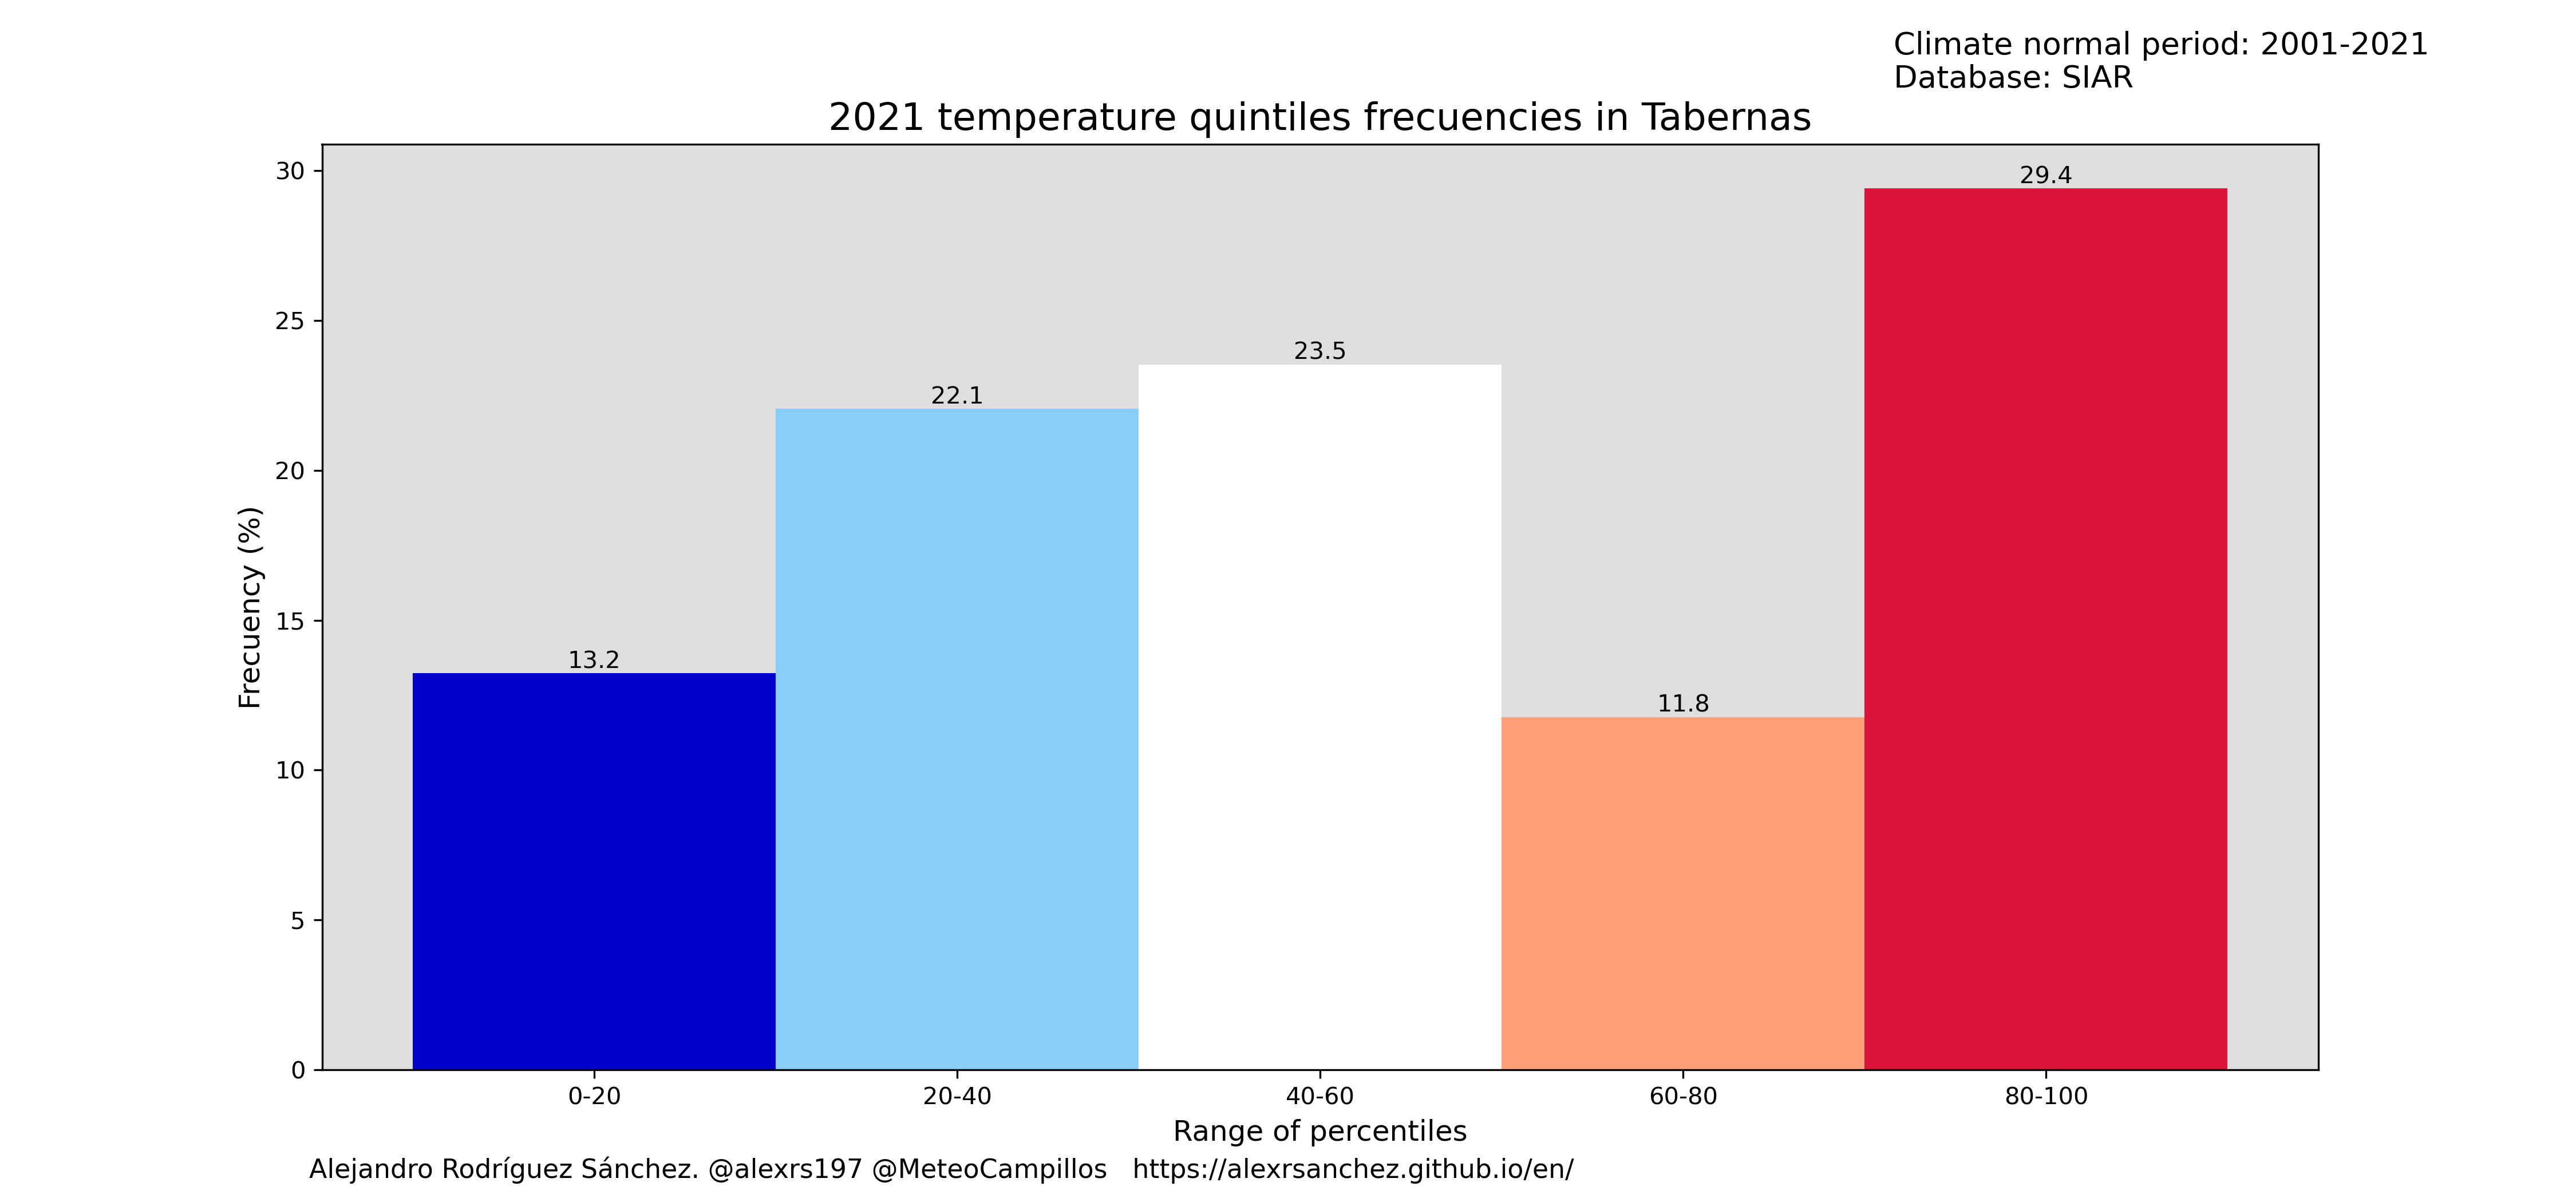 Climate normal period: 2001-2021
Database: SIAR
2021 temperature quintiles frecuencies in Tabernas
30
25
20
15
10
5
0
Frecuency (%)
13.2
22.1
23.5
11.8
29.4
0-20
20-40
40-60
60-80
80-100
Range of percentiles
Alejandro Rodríguez Sánchez. @alexrs197 @MeteoCampillos   https://alexrsanchez.github.io/en/